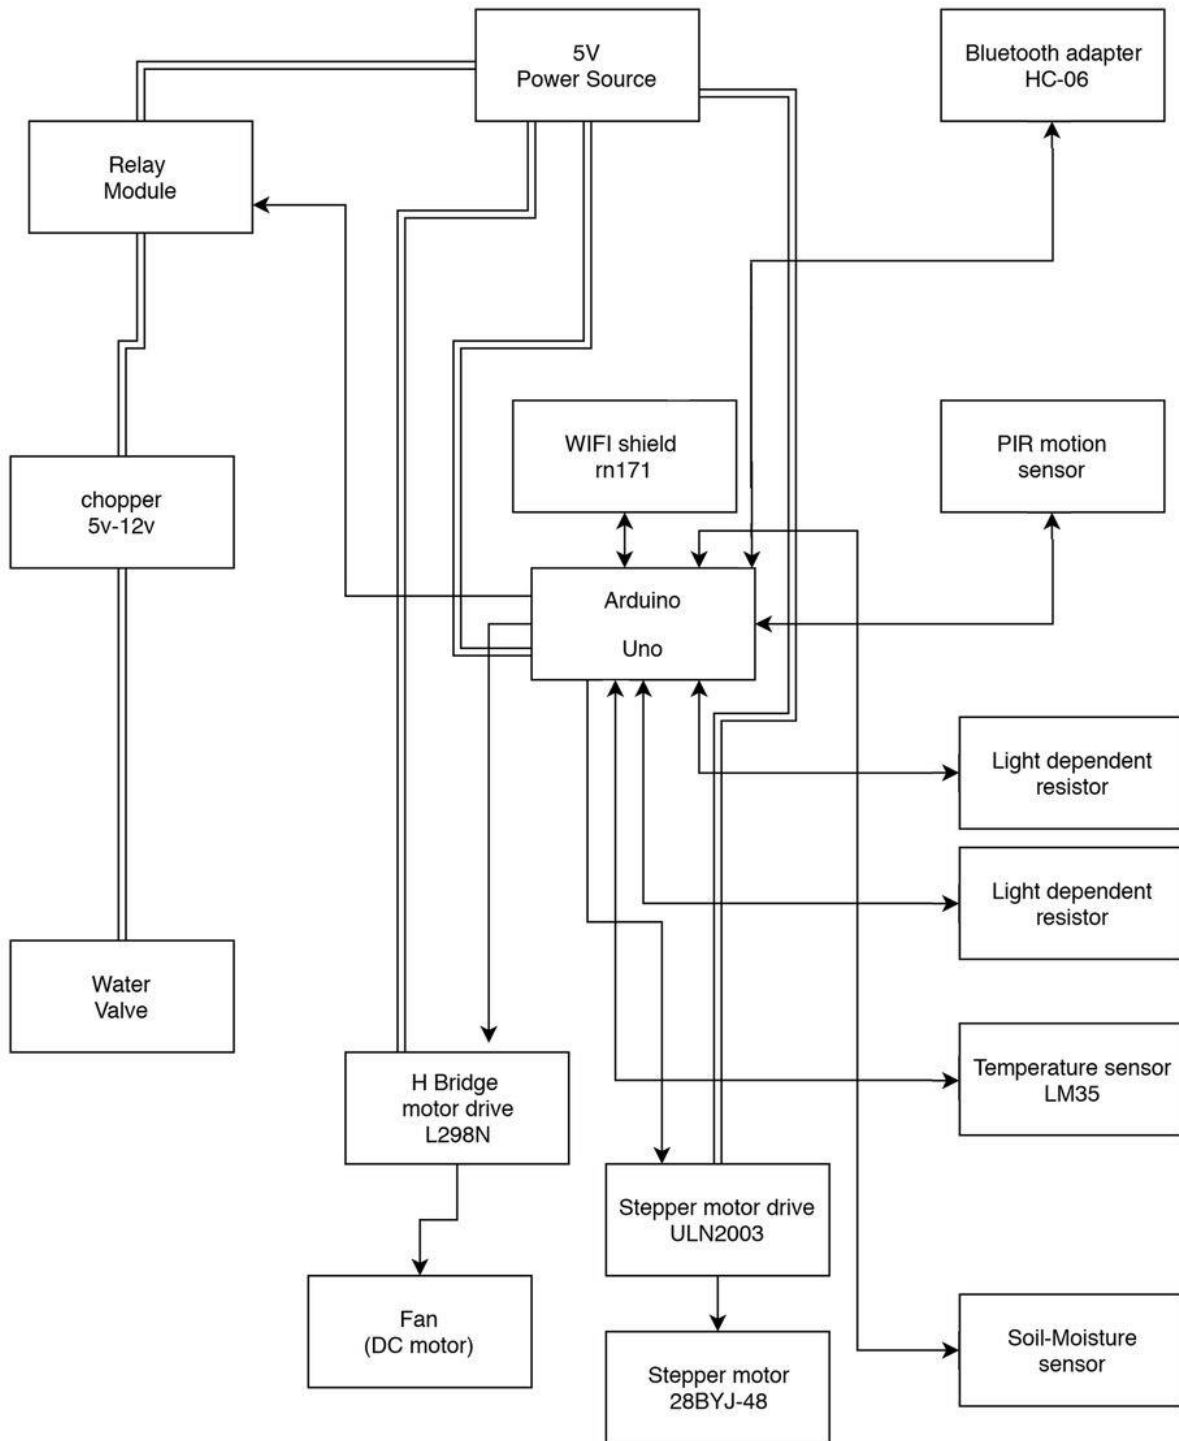 5V
Power Source
Bluetooth adapter
HC-06
Relay
Module
WIFI shield
rn171
PIR motion
sensor
chopper
5v-12v
Arduino
Uno
Light dependent
resistor
Light dependent
resistor
Water
Valve
H Bridge
motor drive
L298N
Temperature sensor
LM35
Stepper motor drive
ULN2003
Fan
(DC motor)
Soil-Moisture
sensor
Stepper motor
28BYJ-48